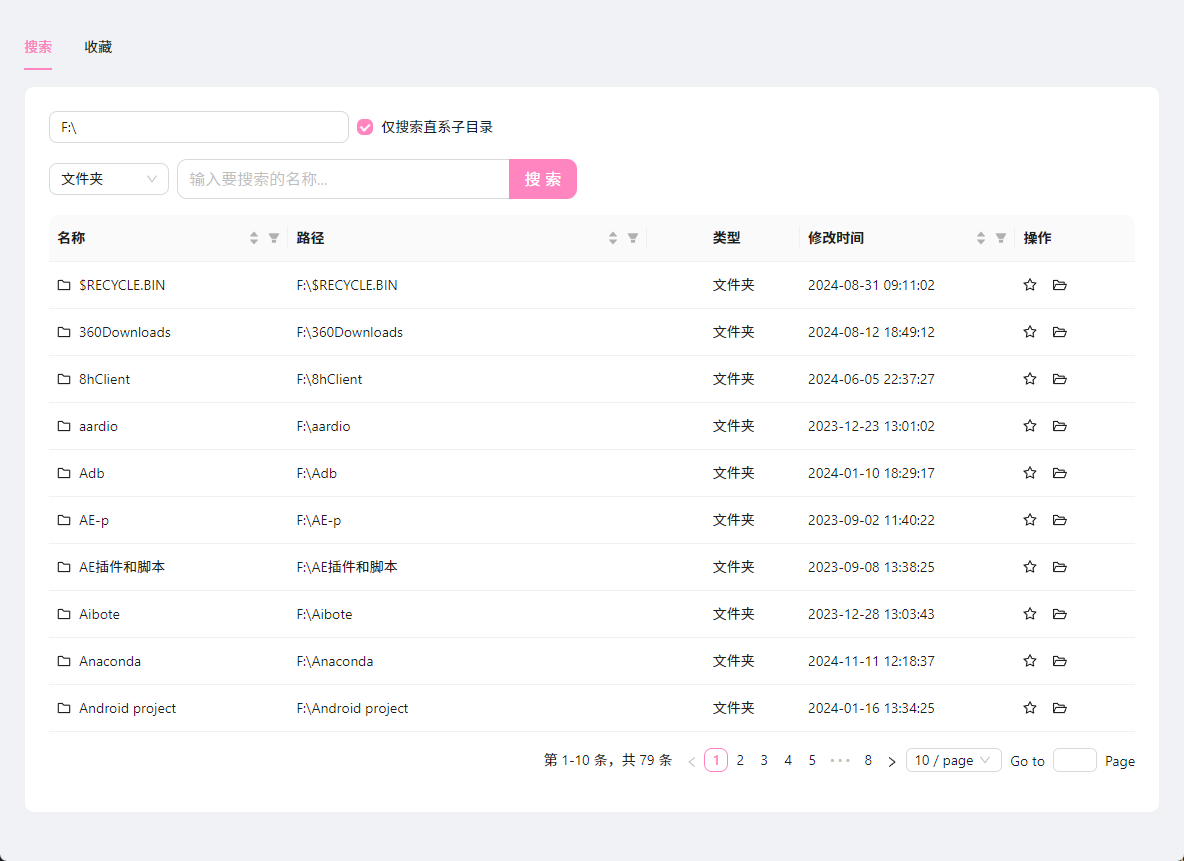 搜索 收藏
F:\ 仅搜索直系子目录
文件夹 输入要搜索的名称... 搜 索
名称 路径 类型 修改时间 操作
$RECYCLE.BIN F:\$RECYCLE.BIN 文件夹 2024-08-31 09:11:02
360Downloads F:\360Downloads 文件夹 2024-08-12 18:49:12
8hClient F:\8hClient 文件夹 2024-06-05 22:37:27
aardio F:\aardio 文件夹 2023-12-23 13:01:02
Adb F:\Adb 文件夹 2024-01-10 18:29:17
AE-p F:\AE-p 文件夹 2023-09-02 11:40:22
AE插件和脚本 F:\AE插件和脚本 文件夹 2023-09-08 13:38:25
Aibote F:\Aibote 文件夹 2023-12-28 13:03:43
Anaconda F:\Anaconda 文件夹 2024-11-11 12:18:37
Android project F:\Android project 文件夹 2024-01-16 13:34:25
第 1-10 条，共 79 条 < 1 2 3 4 5 ••• 8 > 10 / page Go to Page